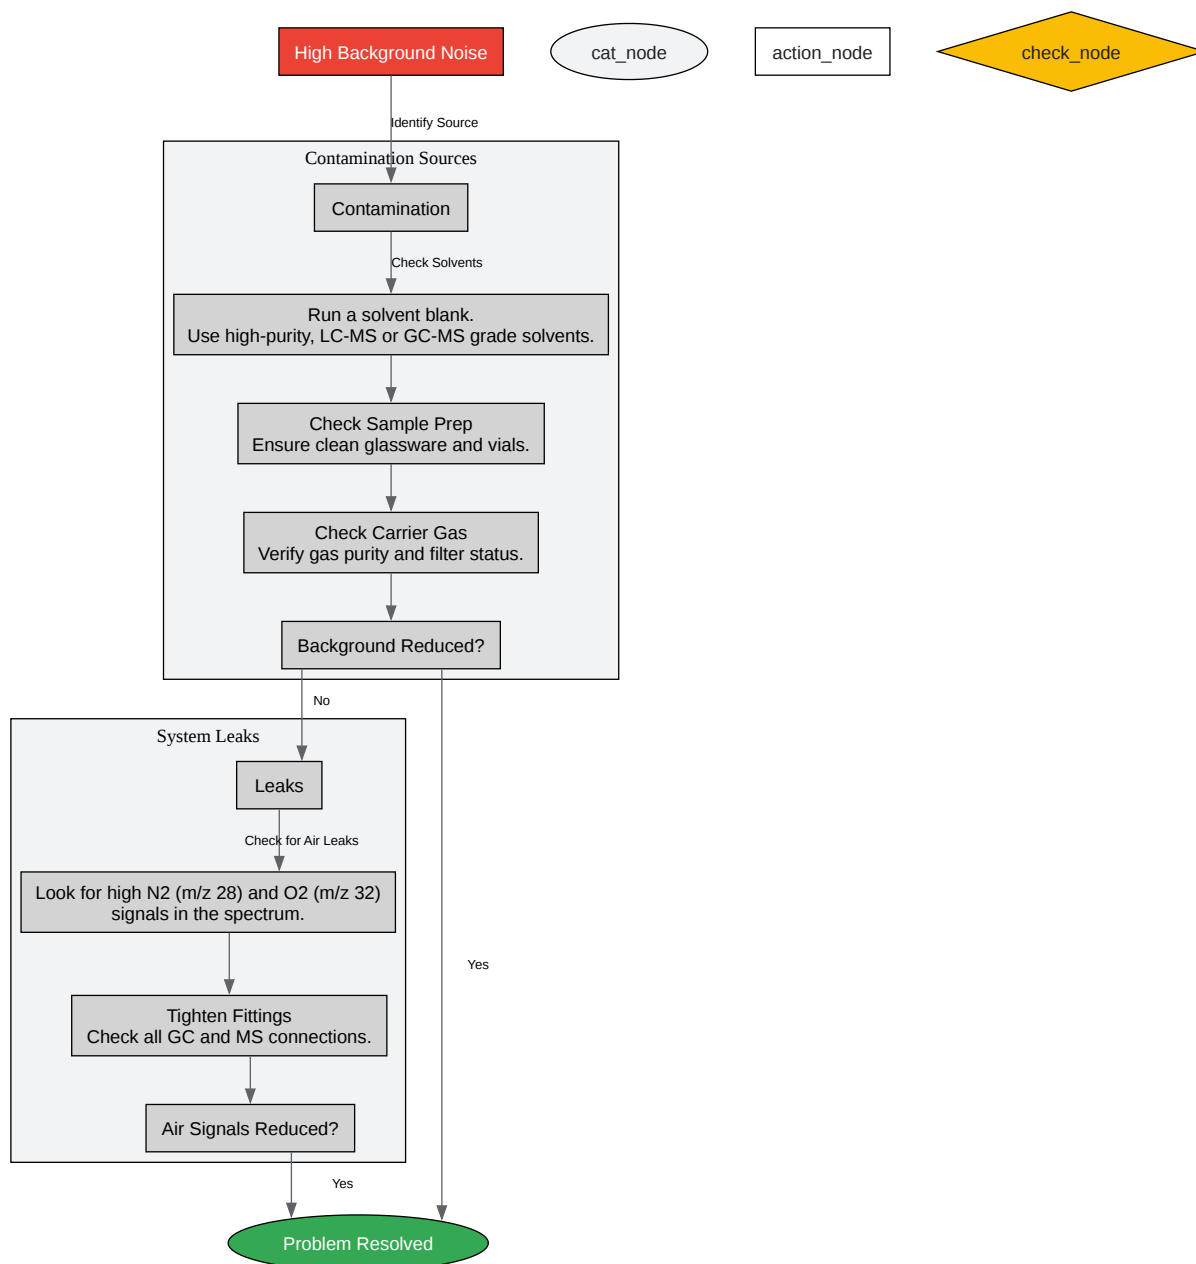 High Background Noise
cat_node
action_node
check_node
Identify Source
Contamination Sources
Contamination
Check Solvents
Run a solvent blank.
Use high-purity, LC-MS or GC-MS grade solvents.
Check Sample Prep
Ensure clean glassware and vials.
Check Carrier Gas
Verify gas purity and filter status.
Background Reduced?
No
System Leaks
Leaks
Check for Air Leaks
Look for high N2 (m/z 28) and O2 (m/z 32)
signals in the spectrum.
Yes
Tighten Fittings
Check all GC and MS connections.
Air Signals Reduced?
Yes
Problem Resolved